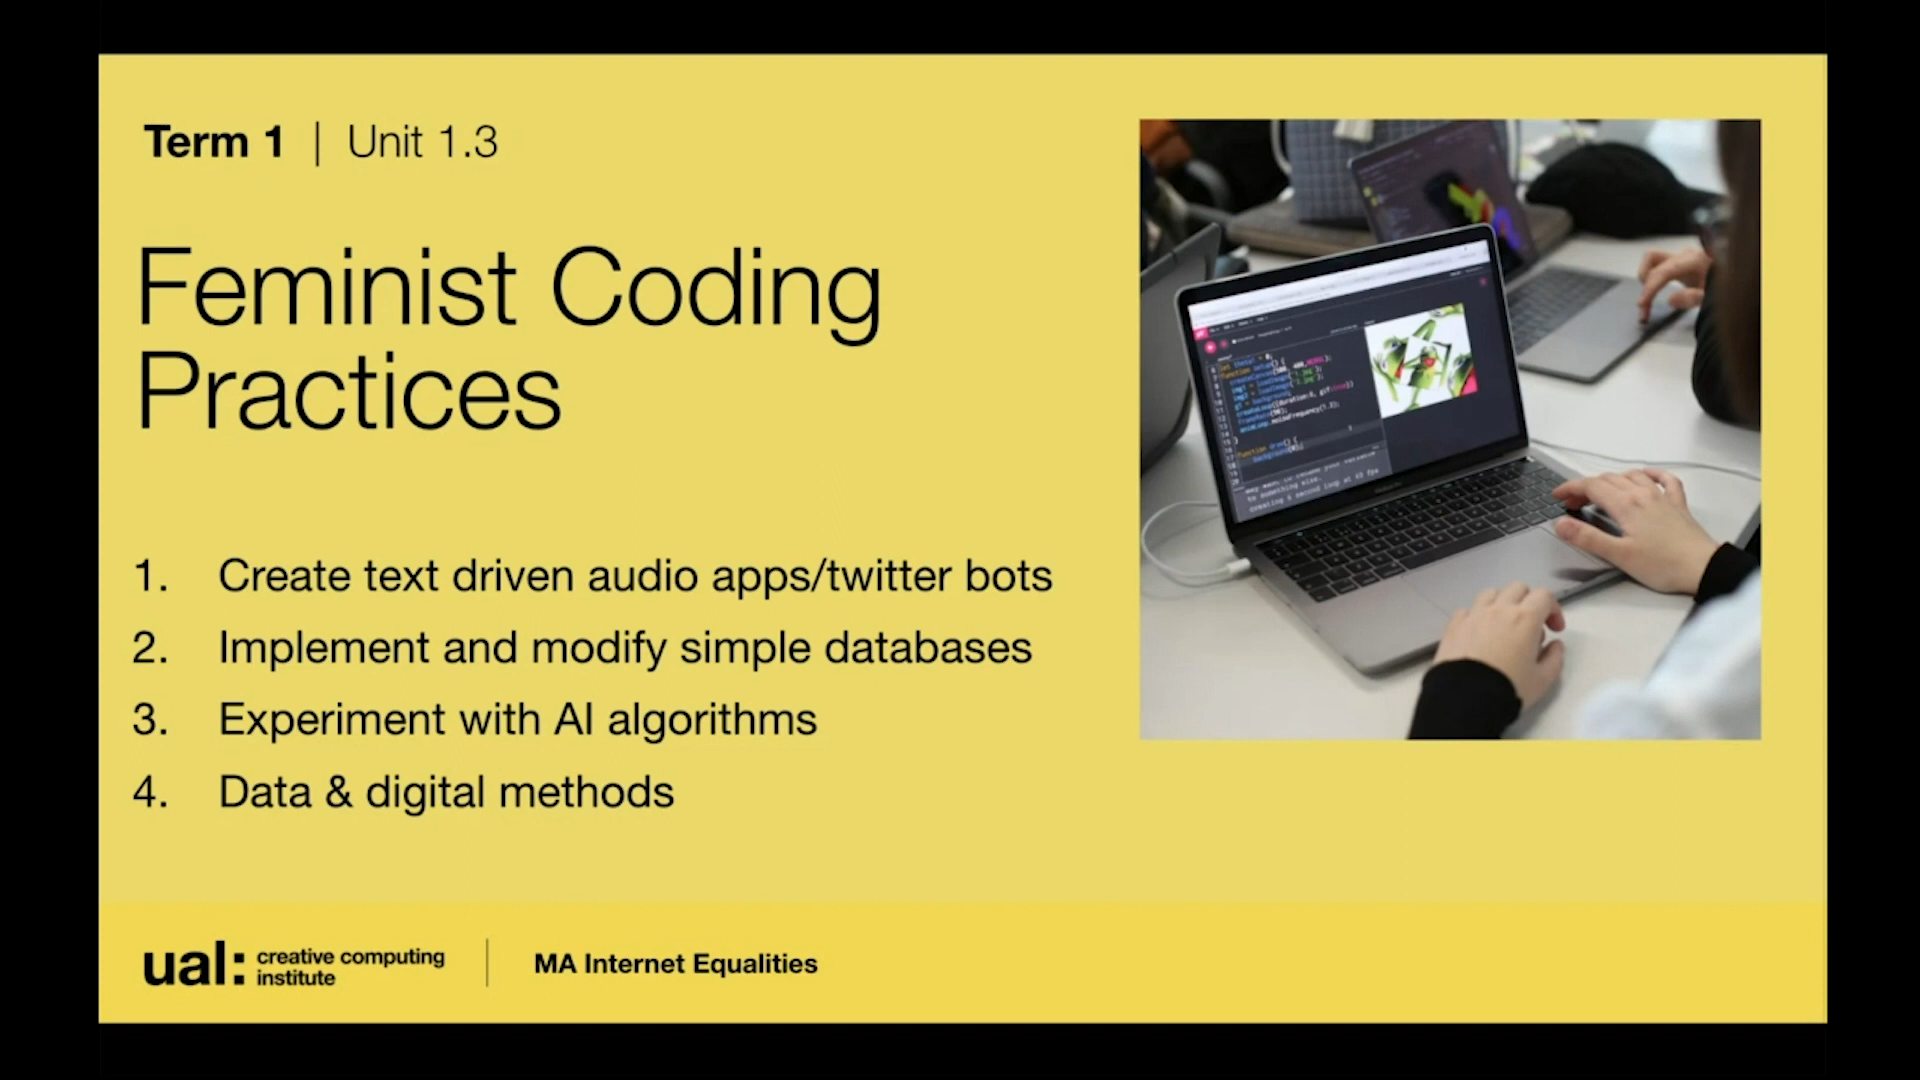 Term 1 | Unit 1.3
Feminist Coding
Practices
1. Create text driven audio apps/twitter bots
2. Implement and modify simple databases
3. Experiment with AI algorithms
4. Data & digital methods
ual: creative computing
institute
MA Internet Equalities